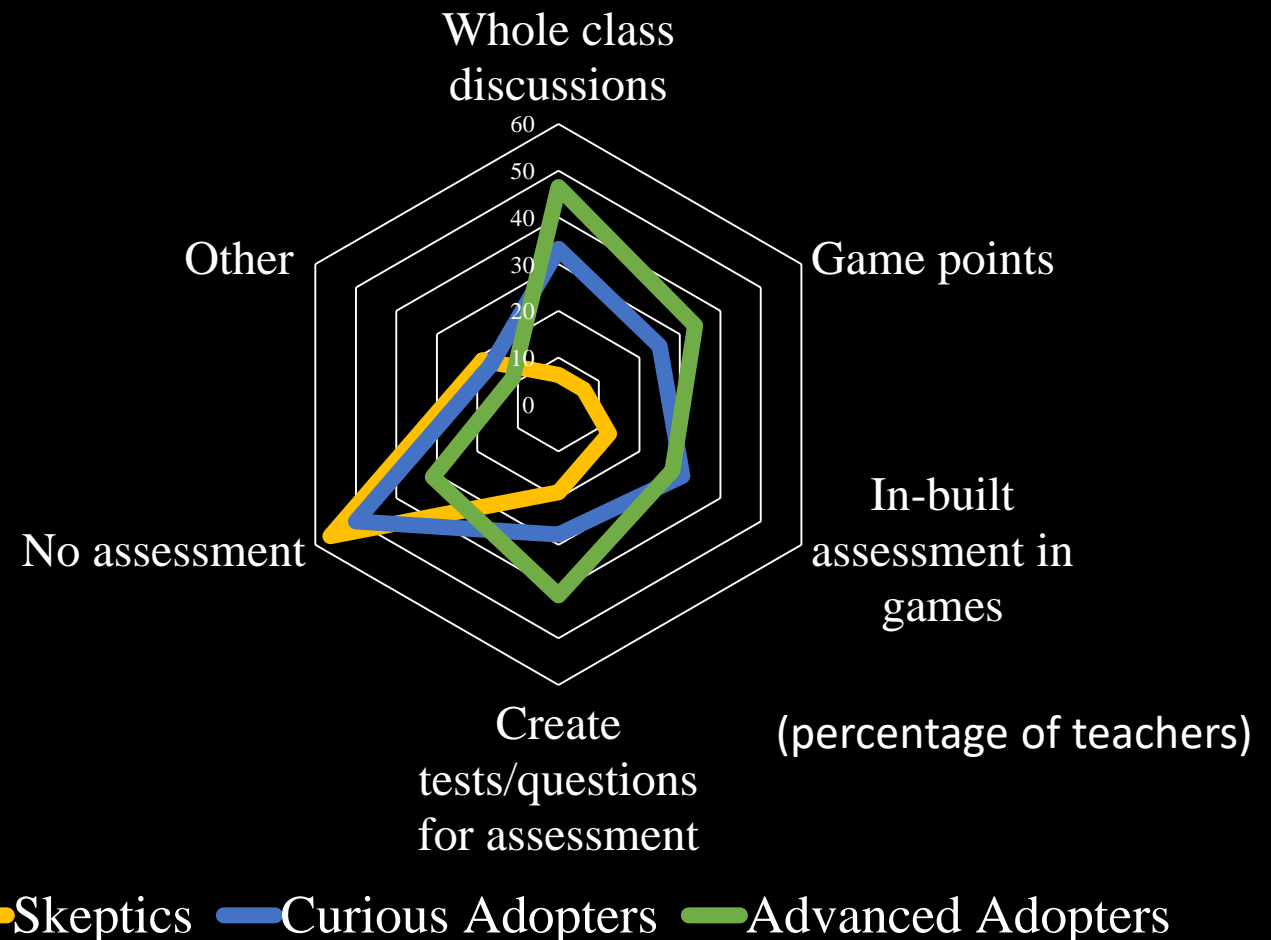 Whole class
discussions
60
50
40
30
20
10
0
Other
Game points
No assessment
In-built
assessment in
games
Create
tests/questions
for assessment
(percentage of teachers)
Skeptics Curious Adopters Advanced Adopters